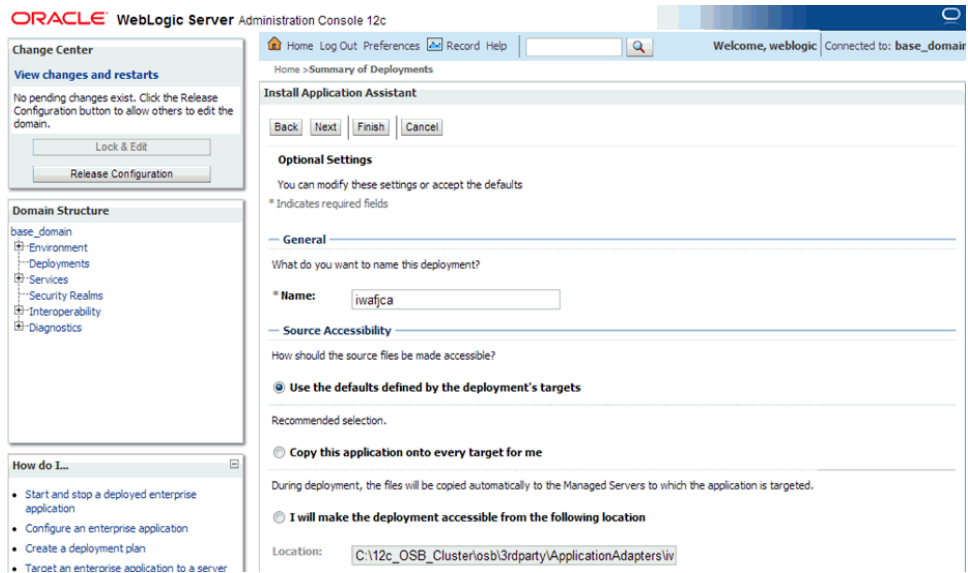 ORACLE WebLogic Server Administration Console 12c
Change Center
View changes and restarts
No pending changes exist. Click the Release
Configuration button to allow others to edit the
domain.
Lock & Edit
Release Configuration
Domain Structure
base_domain
Environment
Deployments
Services
Security Realms
Interoperability
Diagnostics
How do I...
Start and stop a deployed enterprise
application
Configure an enterprise application
Create a deployment plan
Target an enterprise application to a server
Home Log Out Preferences Record Help
Welcome, weblogic Connected to: base_domain
Home >Summary of Deployments
Install Application Assistant
Back Next Finish Cancel
Optional Settings
You can modify these settings or accept the defaults
* Indicates required fields
General
What do you want to name this deployment?
* Name: iwafjca
Source Accessibility
How should the source files be made accessible?
Use the defaults defined by the deployment's targets
Recommended selection.
Copy this application onto every target for me
During deployment, the files will be copied automatically to the Managed Servers to which the application is targeted.
I will make the deployment accessible from the following location
Location: C:\12c_OSB_Cluster\osb\3rdparty\ApplicationAdapters\iv